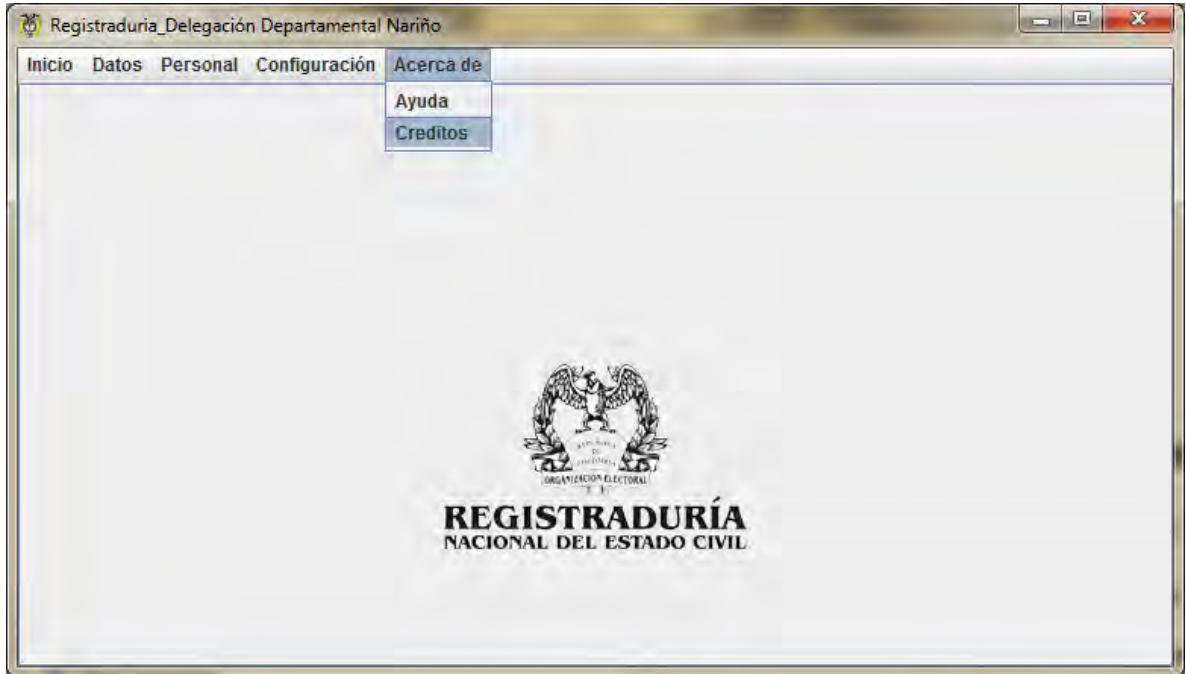 Registraduria_Delegación Departamental Nariño
Inicio Datos Personal Configuración Acerca de
Ayuda
Creditos
ORGANIZACION ELECTORAL
REGISTRADURÍA
NACIONAL DEL ESTADO CIVIL